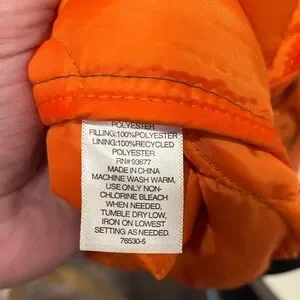 POLYESTER
FILLING:100%POLYESTER
LINING:100%RECYCLED
POLYESTER
RN# 93677
MADE IN CHINA
MACHINE WASH WARM,
USE ONLY NON-
CHLORINE BLEACH
WHEN NEEDED,
TUMBLE DRY LOW,
IRON ON LOWEST
SETTING AS NEEDED.
76530-5